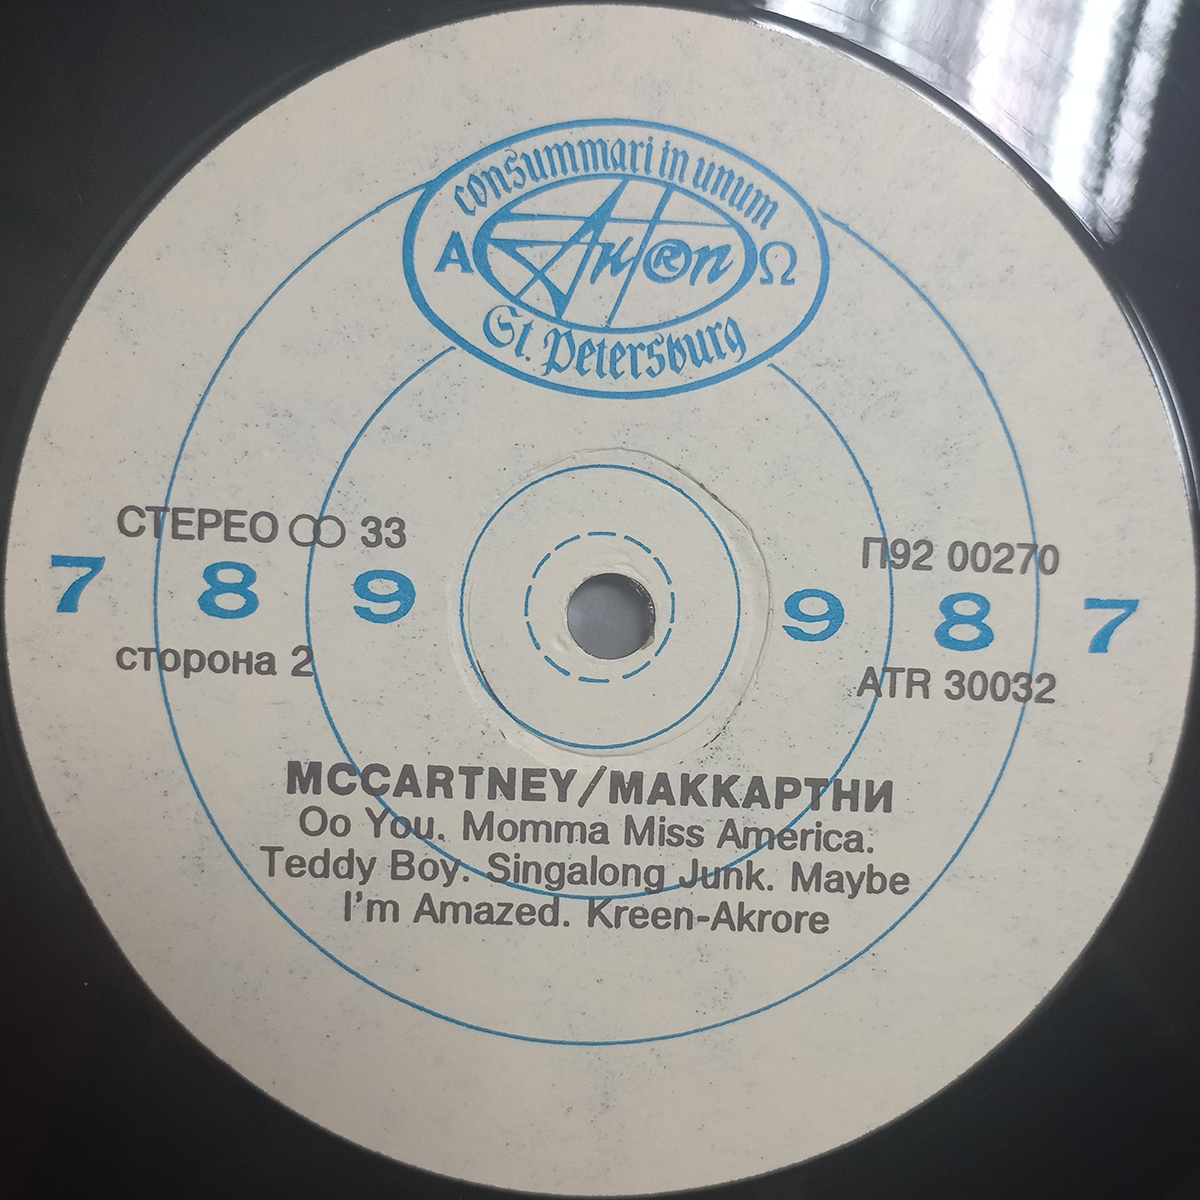 consummari in unum
Α Antrоn Ω
St. Petersburg
СТЕРЕО 33
П92 00270
7 8 9 9 8 7
сторона 2
ATR 30032
MCCARTNEY/МАККАРТНИ
Oo You. Momma Miss America.
Teddy Boy. Singalong Junk. Maybe
I'm Amazed. Kreen-Akrore